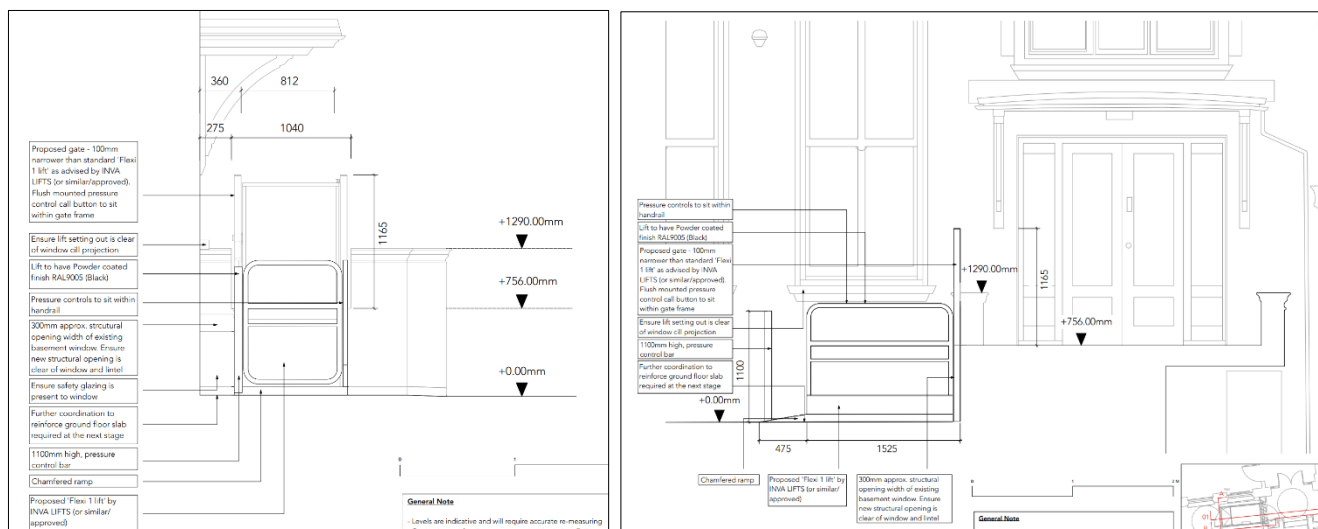 360
812
275
1040
Proposed gate - 100mm
narrower than standard 'Flexi
1 lift' as advised by INVA
LIFTS (or similar/approved).
Flush mounted pressure
control call button to sit
within gate frame
1165
+1290.00mm
Ensure lift setting out is clear
of window cill projection
Lift to have Powder coated
finish RAL9005 (Black)
+756.00mm
Pressure controls to sit within
handrail
300mm approx. strcutural
opening width of existing
basement window. Ensure
new structural opening is
clear of window and lintel
Ensure safety glazing is
present to window
+0.00mm
Further coordination to
reinforce ground floor slab
required at the next stage
1100mm high, pressure
control bar
Chamfered ramp
Proposed 'Flexi 1 lift' by
INVA LIFTS (or similar/
approved)
0
1
General Note
- Levels are indicative and will require accurate re-measuring
Pressure controls to sit within
handrail
Lift to have Powder coated
finish RAL9005 (Black)
Proposed gate - 100mm
narrower than standard 'Flexi
1 lift' as advised by INVA
LIFTS (or similar/approved).
Flush mounted pressure
control call button to sit
within gate frame
Ensure lift setting out is clear
of window cill projection
1100mm high, pressure
control bar
Further coordination to
reinforce ground floor slab
required at the next stage
1100
+0.00mm
+1290.00mm
1165
+756.00mm
475
1525
Chamfered ramp
Proposed 'Flexi 1 lift' by
INVA LIFTS (or similar/
approved)
300mm approx. structural
opening width of existing
basement window. Ensure
new structural opening is
clear of window and lintel
0
1
General Note